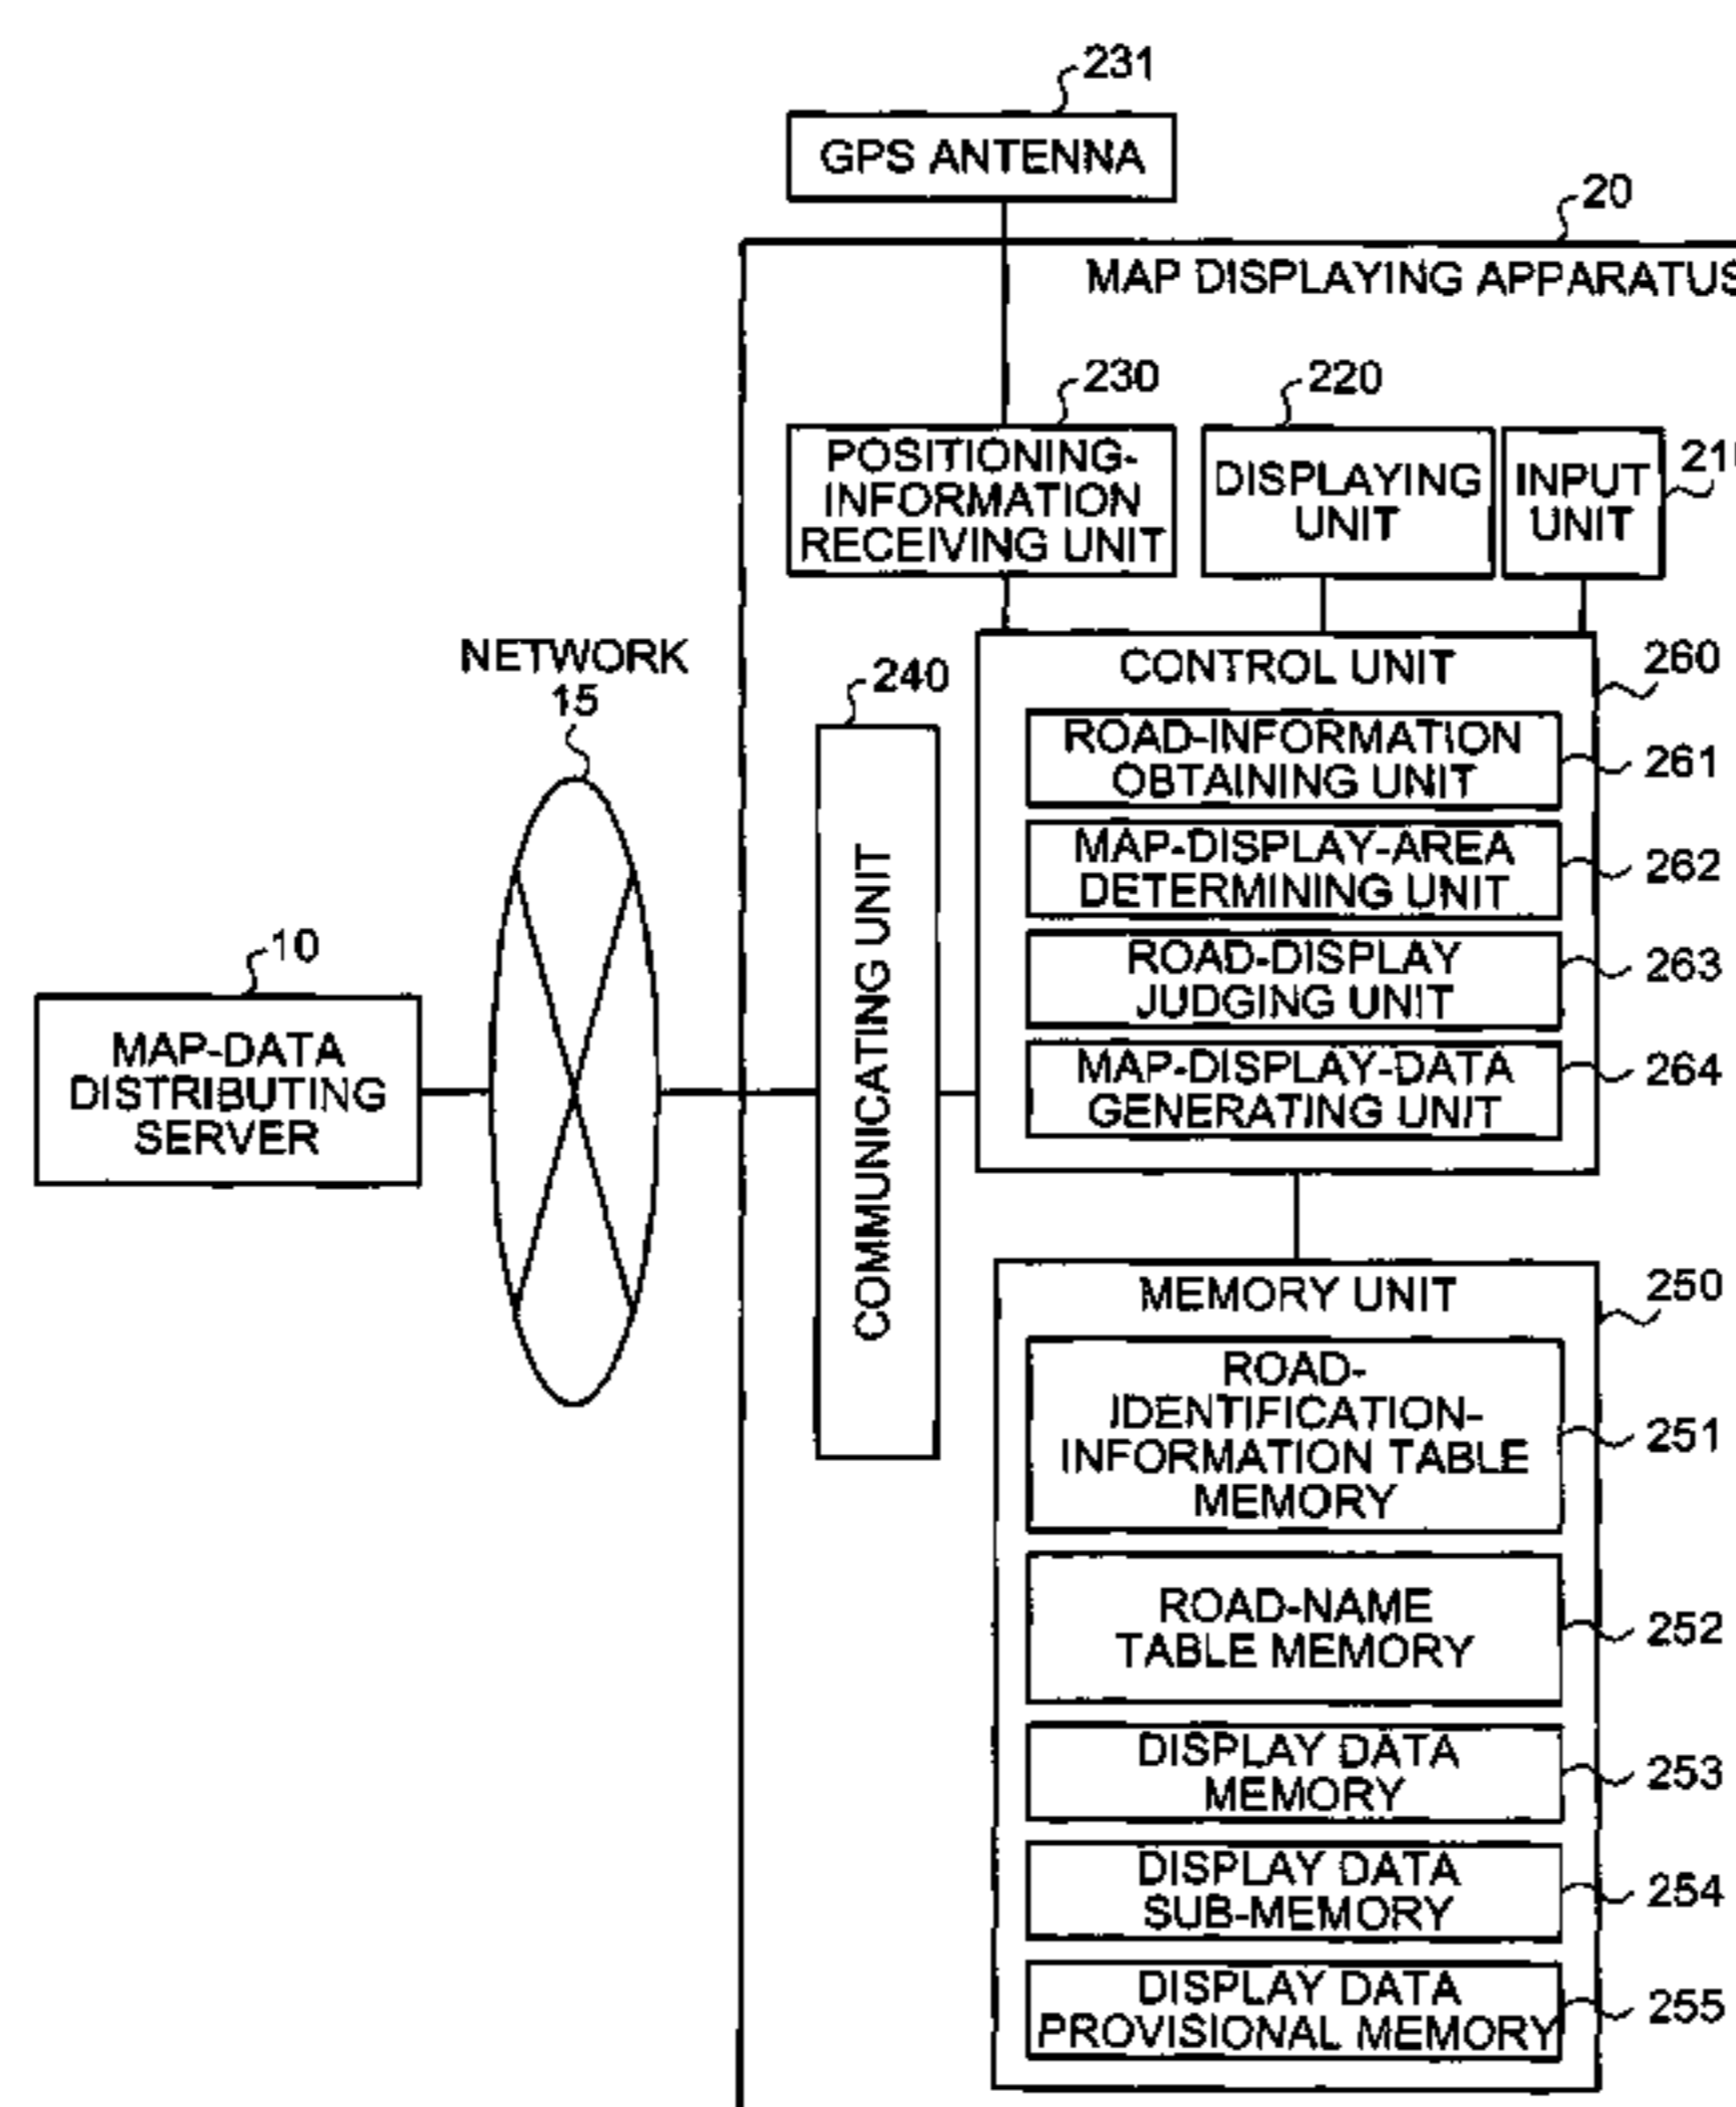 231
GPS ANTENNA
20
MAP DISPLAYING APPARATUS
230
220
POSITIONING-
INFORMATION
RECEIVING UNIT
DISPLAYING
UNIT
INPUT
UNIT
210
NETWORK
15
240
CONTROL UNIT
260
ROAD-INFORMATION
OBTAINING UNIT
261
MAP-DISPLAY-AREA
DETERMINING UNIT
262
ROAD-DISPLAY
JUDGING UNIT
263
MAP-DISPLAY-DATA
GENERATING UNIT
264
COMMUNICATING UNIT
10
MAP-DATA
DISTRIBUTING
SERVER
MEMORY UNIT
250
ROAD-
IDENTIFICATION-
INFORMATION TABLE
MEMORY
251
ROAD-NAME
TABLE MEMORY
252
DISPLAY DATA
MEMORY
253
DISPLAY DATA
SUB-MEMORY
254
DISPLAY DATA
PROVISIONAL MEMORY
255